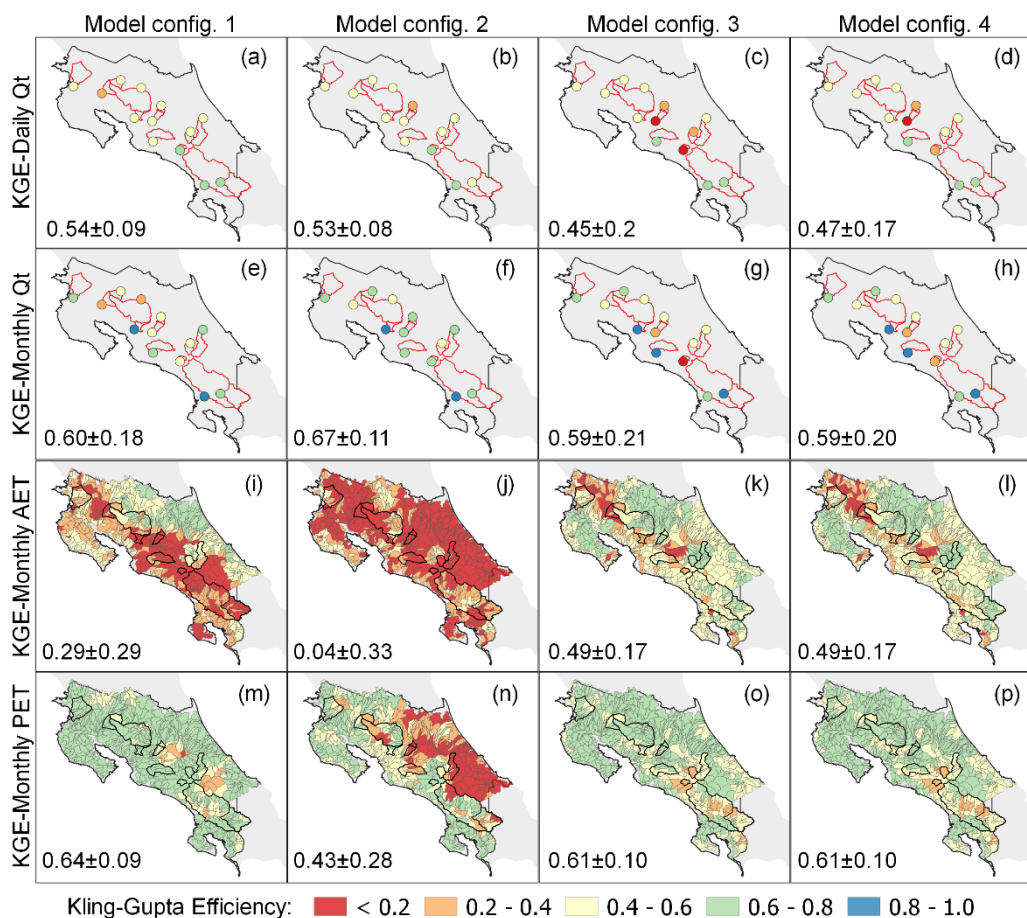 Model config. 1 Model config. 2 Model config. 3 Model config. 4
KGE-Daily Qt
(a) (b) (c) (d)
0.54±0.09 0.53±0.08 0.45±0.2 0.47±0.17
KGE-Monthly Qt
(e) (f) (g) (h)
0.60±0.18 0.67±0.11 0.59±0.21 0.59±0.20
KGE-Monthly AET
(i) (j) (k) (l)
0.29±0.29 0.04±0.33 0.49±0.17 0.49±0.17
KGE-Monthly PET
(m) (n) (o) (p)
0.64±0.09 0.43±0.28 0.61±0.10 0.61±0.10
Kling-Gupta Efficiency: < 0.2 0.2 - 0.4 0.4 - 0.6 0.6 - 0.8 0.8 - 1.0